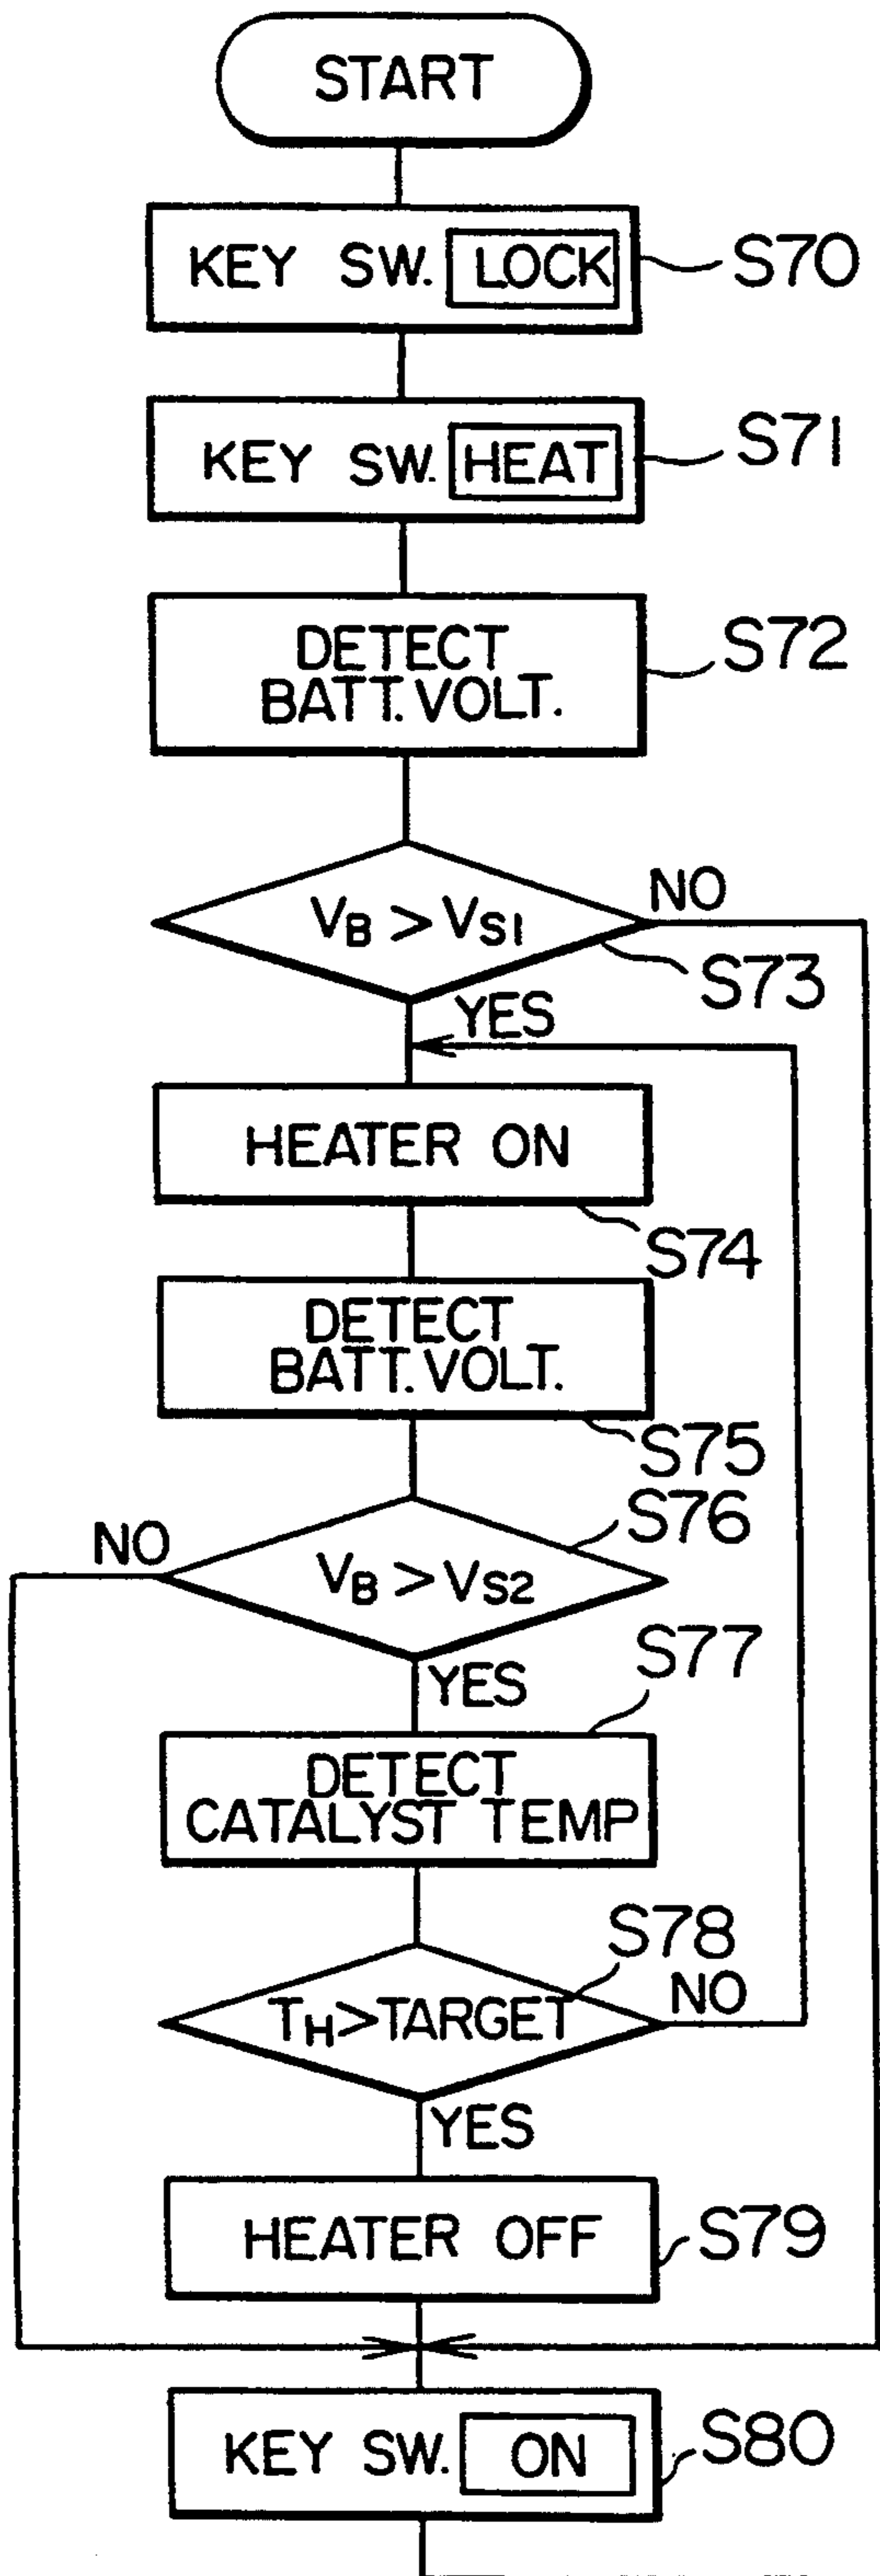 START
KEY SW. LOCK
S70
KEY SW. HEAT
S71
DETECT
BATT. VOLT.
S72
VB > VS1
NO
S73
YES
HEATER ON
S74
DETECT
BATT. VOLT.
S75
S76
NO
VB > VS2
S77
YES
DETECT
CATALYST TEMP
S78
TH>TARGET
NO
YES
HEATER OFF
S79
KEY SW. ON
S80